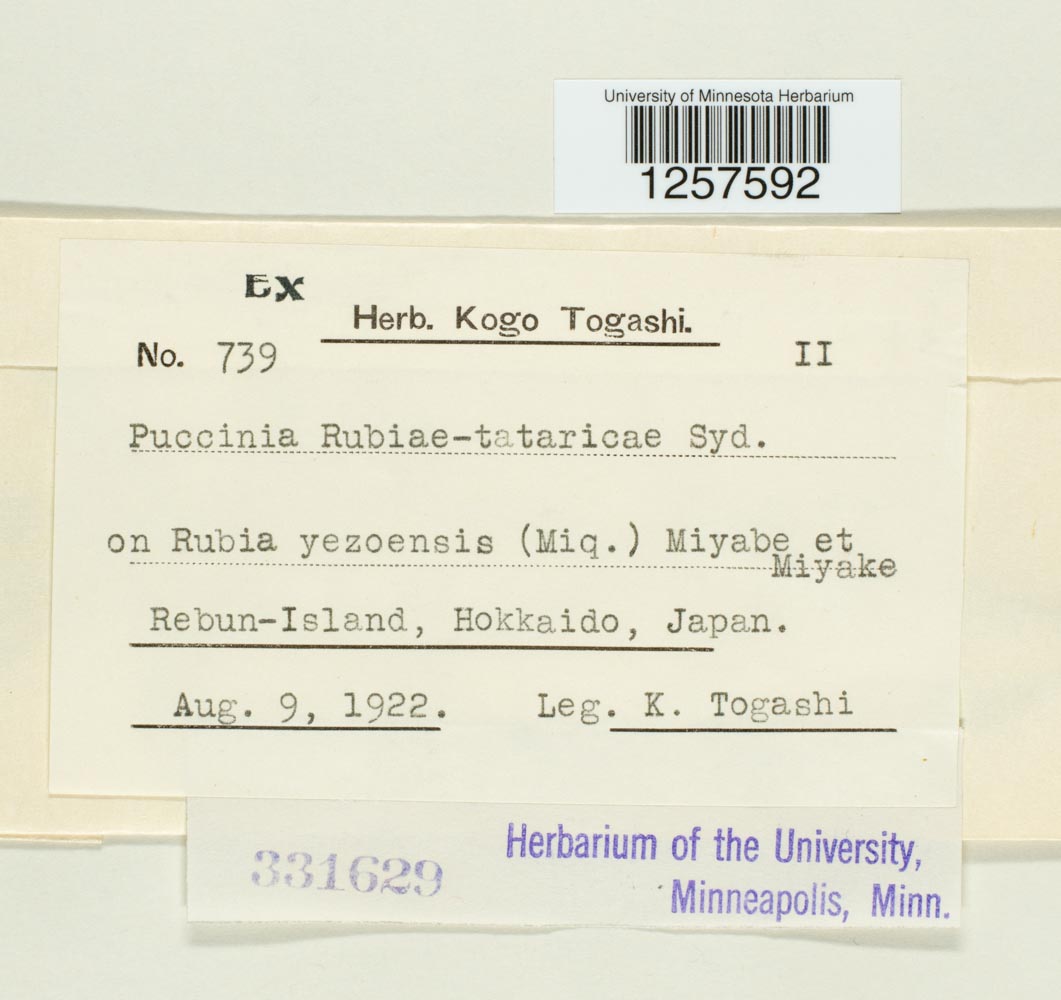 University of Minnesota Herbarium
1257592
Ex
Herb. Kogo Togashi.
No. 739 II
Puccinia Rubiae-tataricae Syd.
on Rubia yezoensis (Miq.) Miyabe et
Miyake
Rebun-Island, Hokkaido, Japan.
Aug. 9, 1922. Leg. K. Togashi
331629
Herbarium of the University,
Minneapolis, Minn.